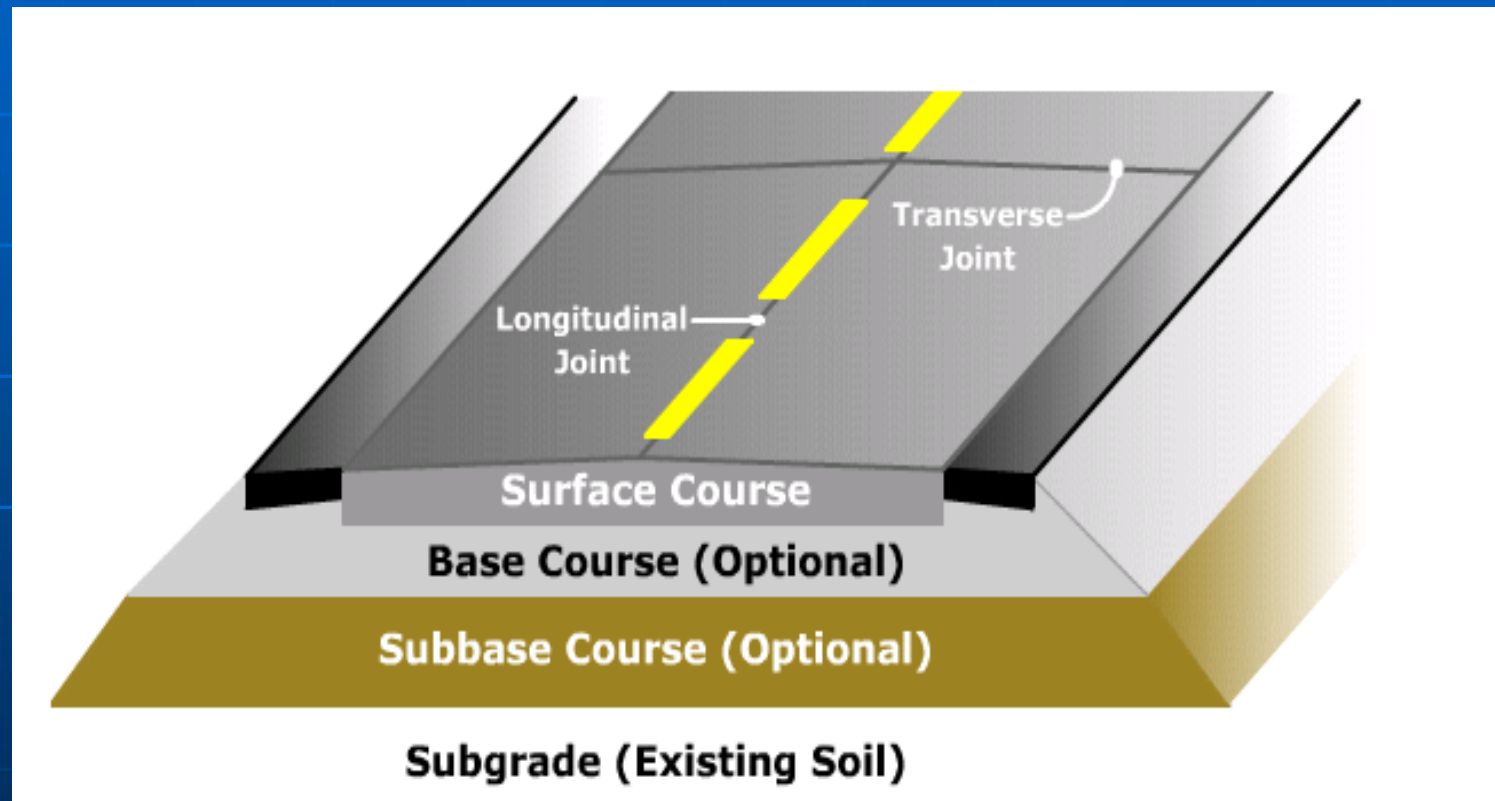 Transverse
Joint
Longitudinal
Joint
Surface Course
Base Course (Optional)
Subbase Course (Optional)
Subgrade (Existing Soil)